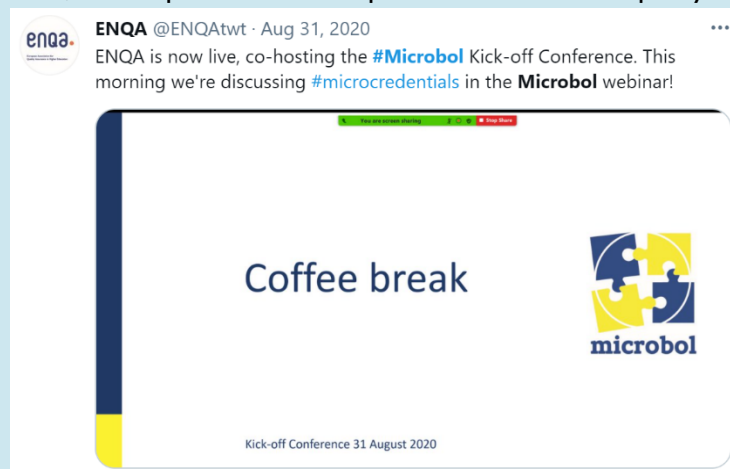 ENQA @ENQAtwt · Aug 31, 2020
enqa.
ENQA is now live, co-hosting the #Microbol Kick-off Conference. This
morning we're discussing #microcredentials in the Microbol webinar!
You are screen sharing
Stop Share
Coffee break
microbol
Kick-off Conference 31 August 2020